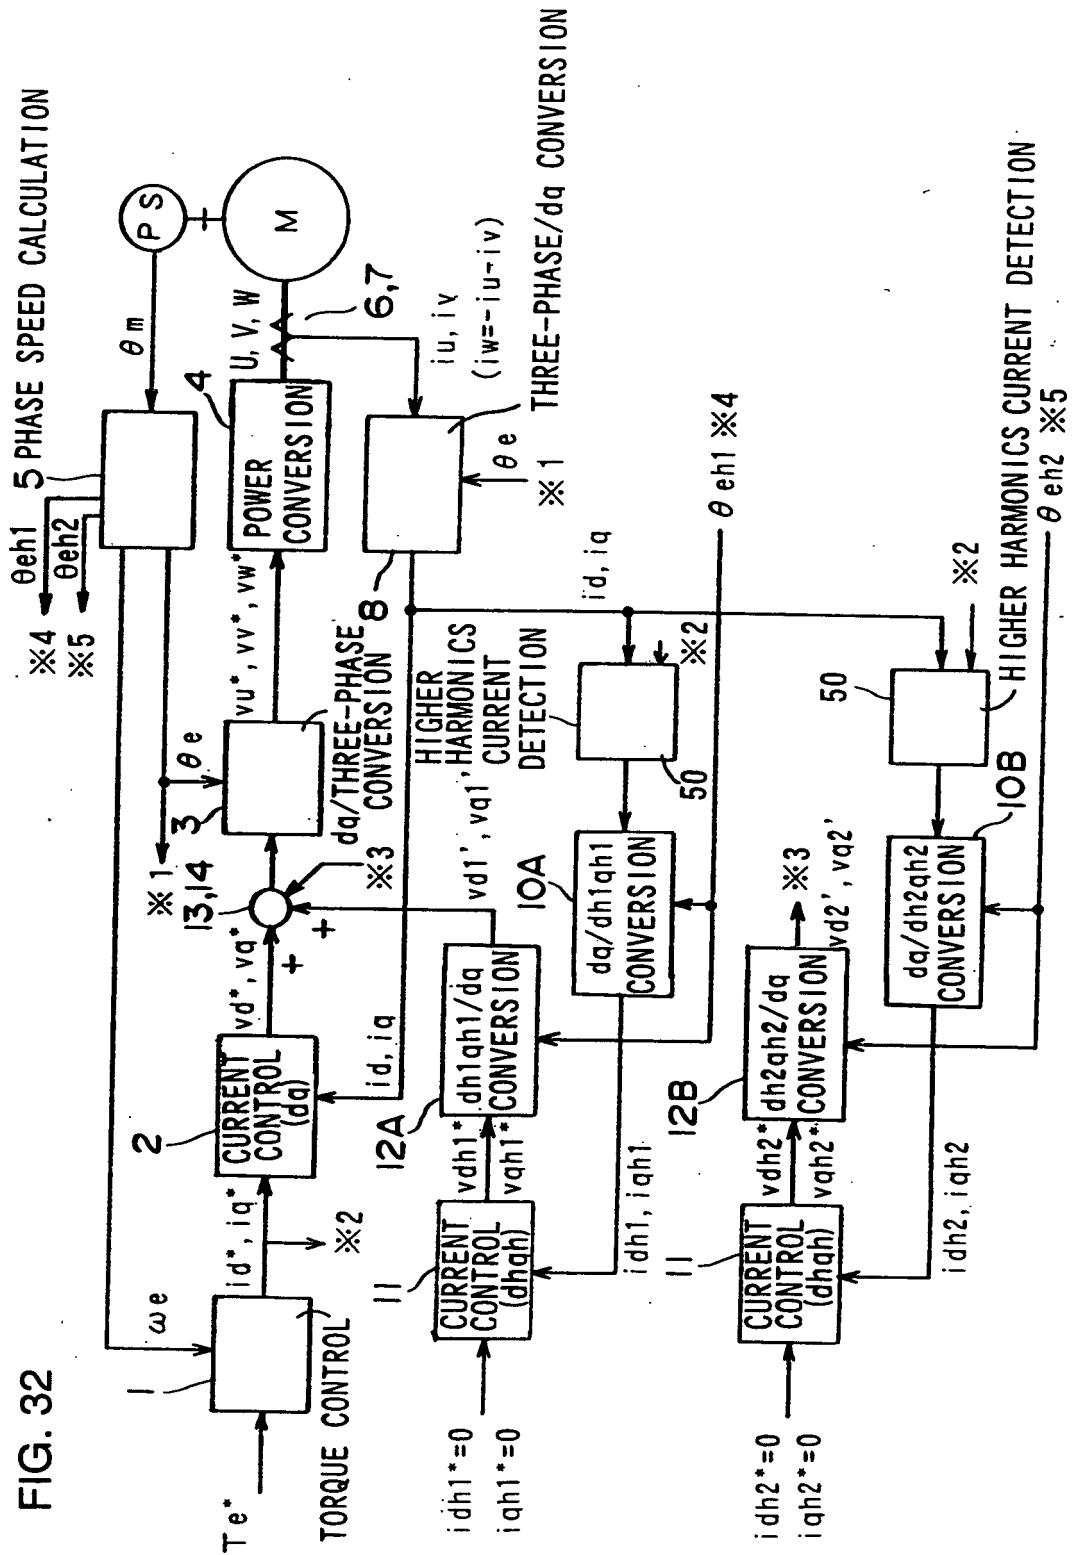 FIG. 32
5 PHASE SPEED CALCULATION
※4
θeh1
※5
θeh2
θm
PS
M
※1
θe
ωe
Te*
1
TORQUE CONTROL
id*, iq*
※2
2
CURRENT
CONTROL
(dq)
vd*, vq*
id, iq
13,14
+
+
※3
3
dq/THREE-PHASE
CONVERSION
vu*, vv*, vw*
4
POWER
CONVERSION
U, V, W
6,7
iu, iv
(iw=-iu-iv)
8
THREE-PHASE/dq CONVERSION
θe
※1
idh1*=0
iqh1*=0
11
CURRENT
CONTROL
(dhqh)
vdh1*
vqh1*
12A
dh1qh1/dq
CONVERSION
vd1', vq1'
HIGHER
HARMONICS
CURRENT
DETECTION
50
※2
id, iq
10A
dq/dh1qh1
CONVERSION
idh1, iqh1
θeh1 ※4
idh2*=0
iqh2*=0
11
CURRENT
CONTROL
(dhqh)
vdh2*
vqh2*
12B
dh2qh2/dq
CONVERSION
※3
vd2', vq2'
50
※2
10B
dq/dh2qh2
CONVERSION
idh2, iqh2
HIGHER HARMONICS CURRENT DETECTION
θeh2 ※5